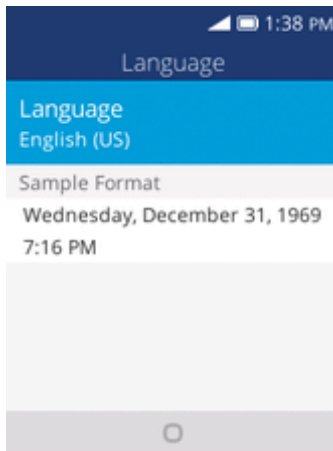 1:38 PM
Language
Language
English (US)
Sample Format
Wednesday, December 31, 1969
7:16 PM